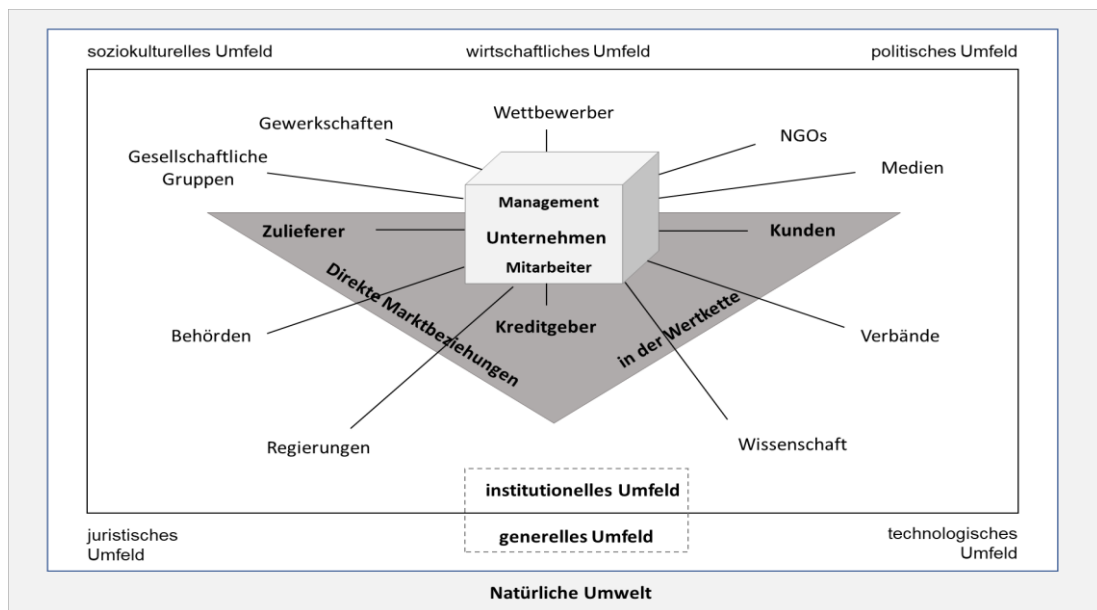 soziokulturelles Umfeld
wirtschaftliches Umfeld
politisches Umfeld
Wettbewerber
Gewerkschaften
NGOs
Gesellschaftliche
Gruppen
Medien
Management
Zulieferer
Unternehmen
Kunden
Mitarbeiter
Direkte Marktbeziehungen
in der Wertkette
Kreditgeber
Behörden
Verbände
Regierungen
Wissenschaft
institutionelles Umfeld
generelles Umfeld
juristisches
Umfeld
technologisches
Umfeld
Natürliche Umwelt